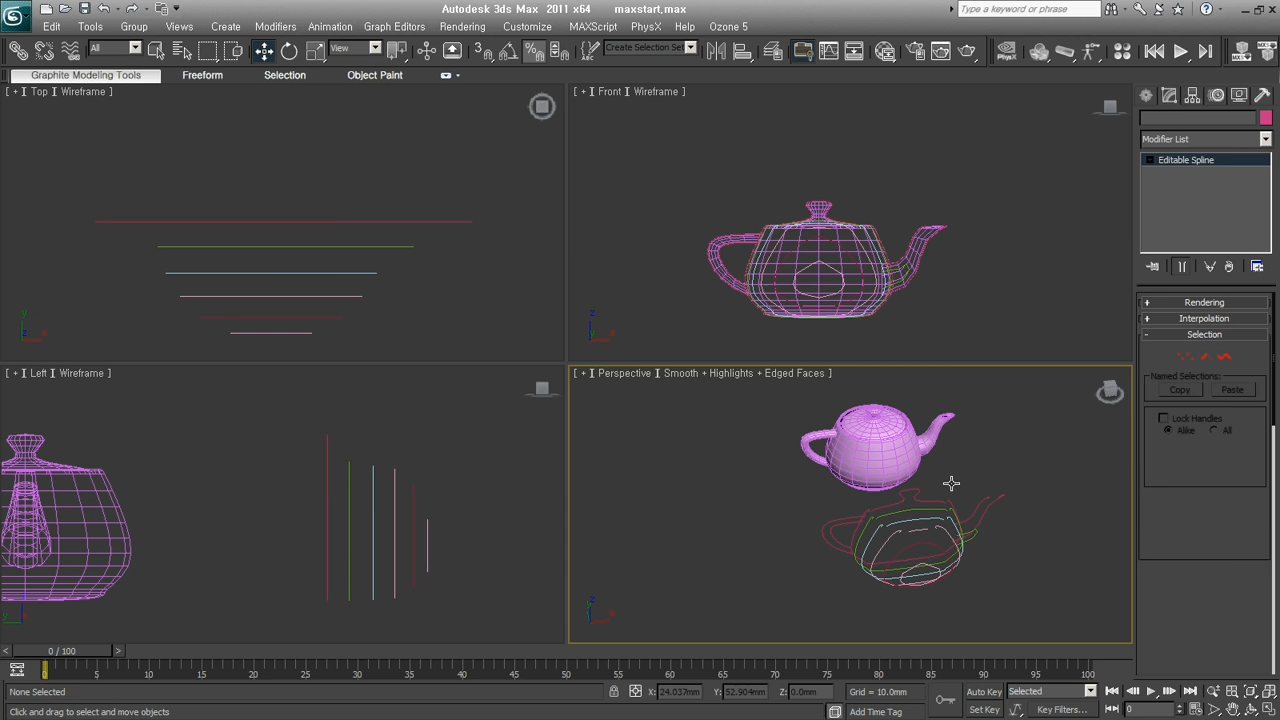 Autodesk 3ds Max 2011 x64 maxstart.max
Type a keyword or phrase
Edit Tools Group Views Create Modifiers Animation Graph Editors Rendering Customize MAXScript PhysX Ozone 5
All View Create Selection Set
Graphite Modeling Tools Freeform Selection Object Paint
[ + ] Top ] Wireframe ]
[ + ] Front ] Wireframe ]
Modifier List
Editable Spline
Rendering
Interpolation
Selection
[ + ] Left ] Wireframe ]
[ + ] Perspective ] Smooth + Highlights + Edged Faces ]
Named Selections:
Copy Paste
Lock Handles
Alike All
0 / 100
0 5 10 15 20 25 30 35 40 45 50 55 60 65 70 75 80 85 90 95 100
None Selected X: 24.037mm Y: 52.904mm Z: 0.0mm Grid = 10.0mm Auto Key Selected
Click and drag to select and move objects Add Time Tag Set Key Key Filters... 0